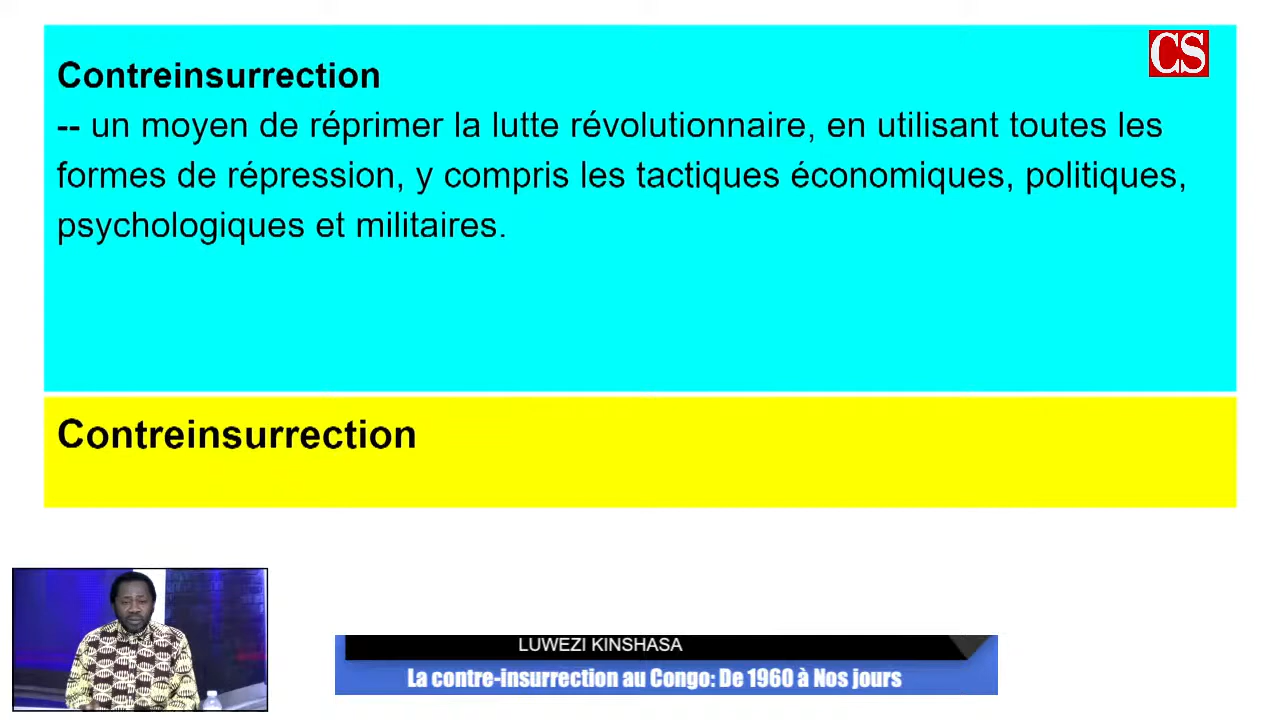 CS
Contreinsurrection
-- un moyen de réprimer la lutte révolutionnaire, en utilisant toutes les
formes de répression, y compris les tactiques économiques, politiques,
psychologiques et militaires.
Contreinsurrection
LUWEZI KINSHASA
La contre-insurrection au Congo: De 1960 à Nos jours